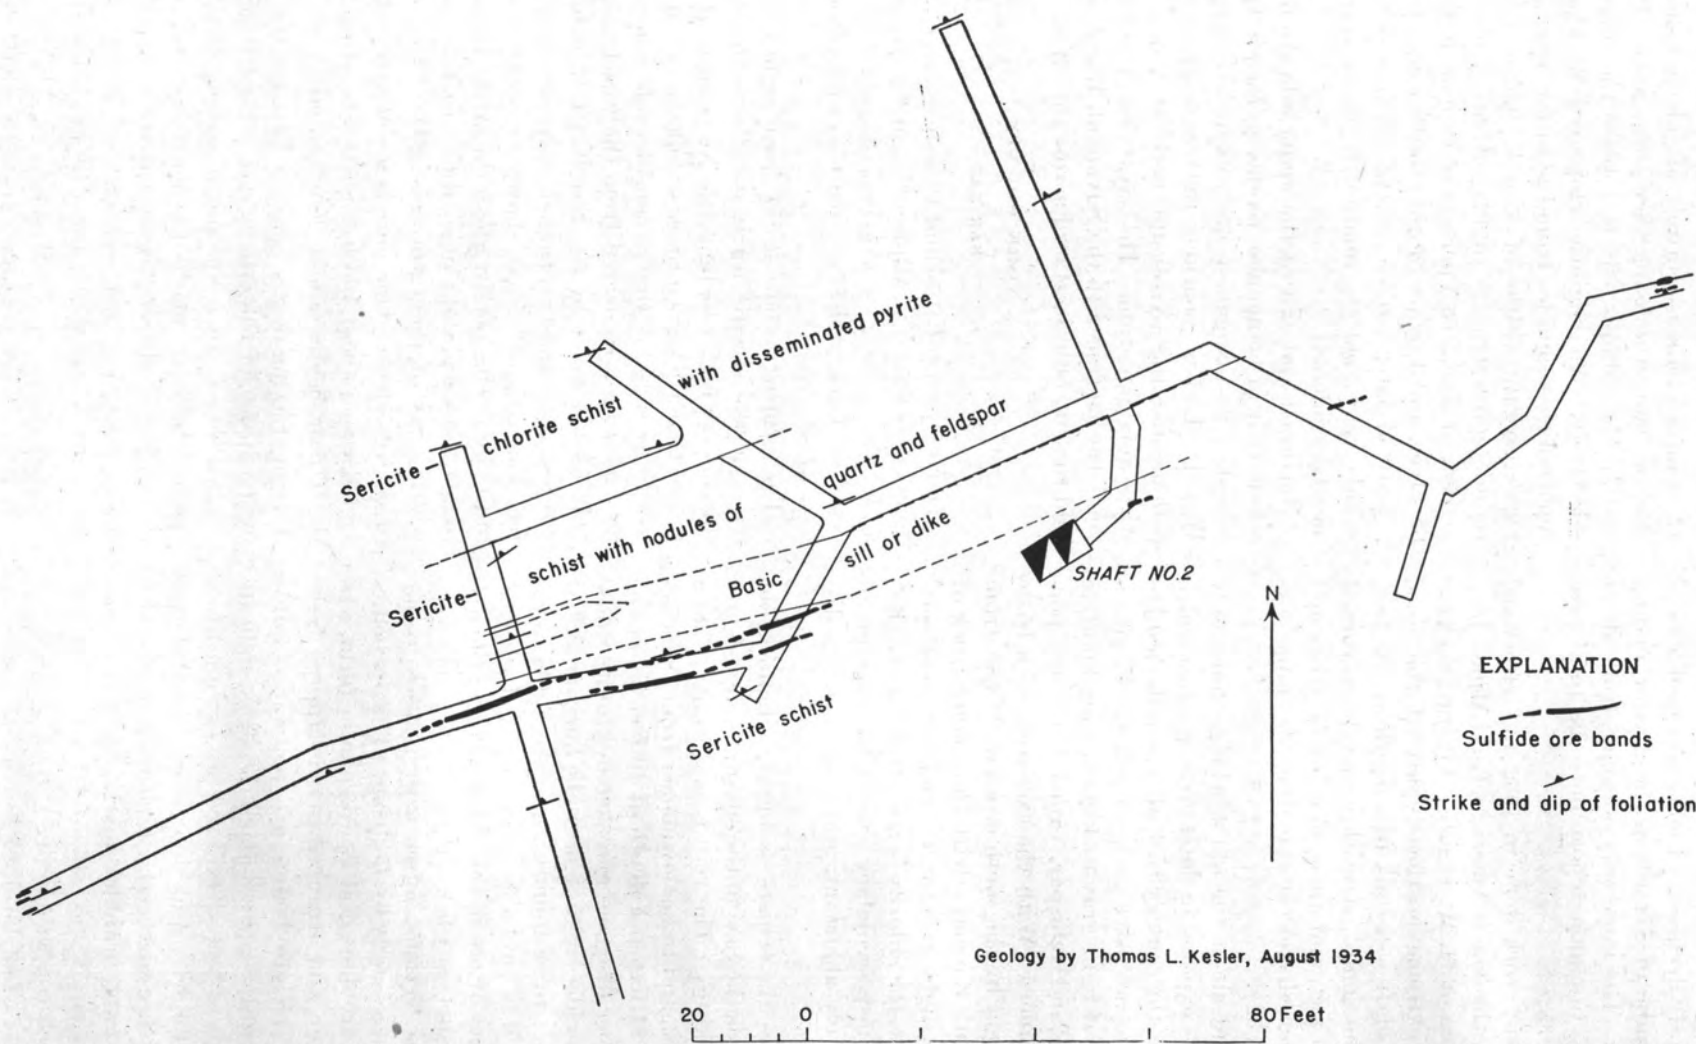 with disseminated pyrite
Sericite
chlorite schist
quartz and feldspar
schist with nodules of
Sericite
Basic
sill or dike
SHAFT NO.2
N
Sericite schist
EXPLANATION
Sulfide ore bands
Strike and dip of foliation
Geology by Thomas L. Kesler, August 1934
20 0 80 Feet